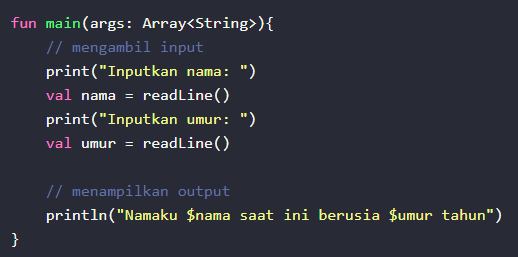 fun main(args: Array<String>){
    // mengambil input
    print("Inputkan nama: ")
    val nama = readLine()
    print("Inputkan umur: ")
    val umur = readLine()

    // menampilkan output
    println("Namaku $nama saat ini berusia $umur tahun")
}